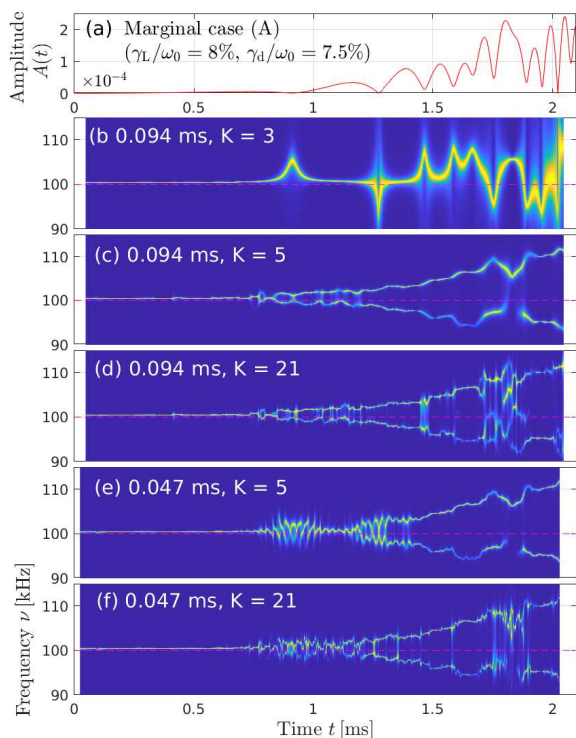 (a) Marginal case (A)
(γL/ω0 = 8%, γd/ω0 = 7.5%)
Amplitude
A(t)
2
1
0
×10−4
0 0.5 1 1.5 2
(b) 0.094 ms, K = 3
110
100
90
(c) 0.094 ms, K = 5
110
100
90
(d) 0.094 ms, K = 21
110
100
90
(e) 0.047 ms, K = 5
110
100
90
(f) 0.047 ms, K = 21
110
100
90
Frequency ν [kHz]
0 0.5 1 1.5 2
Time t [ms]